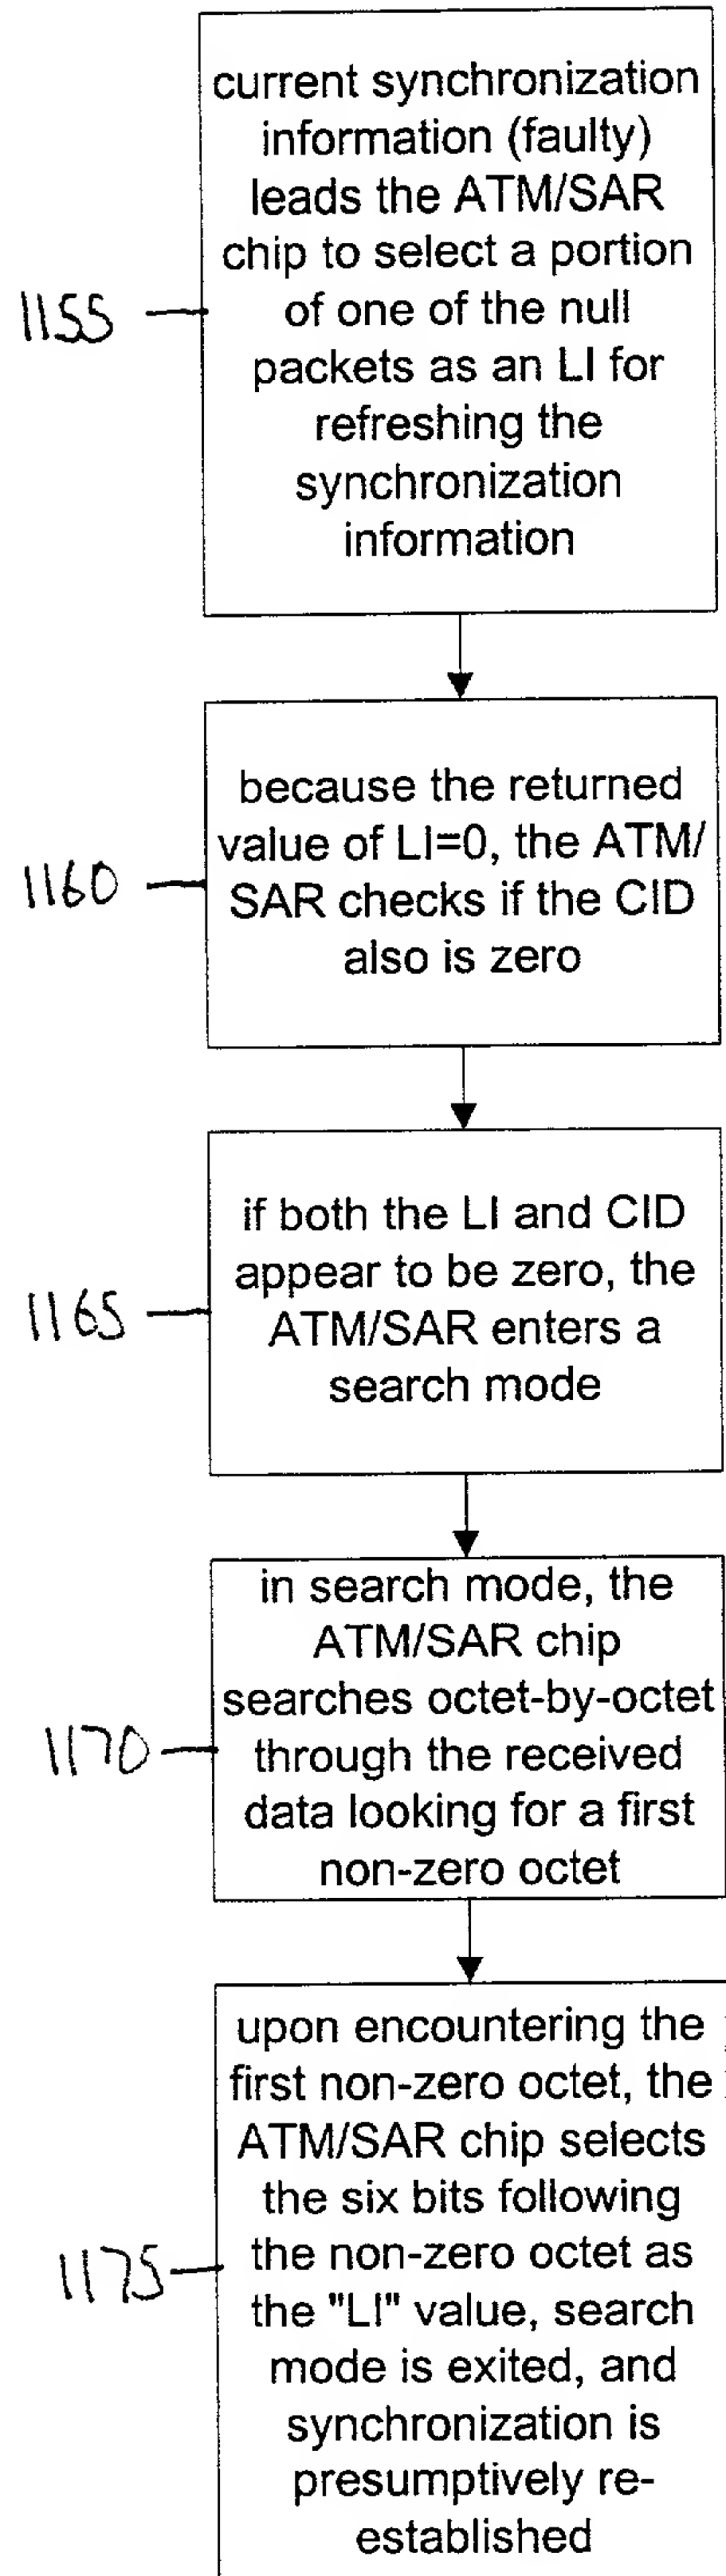 current synchronization
information (faulty)
leads the ATM/SAR
chip to select a portion
of one of the null
packets as an LI for
refreshing the
synchronization
information
1155
because the returned
value of LI=0, the ATM/
SAR checks if the CID
also is zero
1160
if both the LI and CID
appear to be zero, the
ATM/SAR enters a
search mode
1165
in search mode, the
ATM/SAR chip
searches octet-by-octet
through the received
data looking for a first
non-zero octet
1170
upon encountering the
first non-zero octet, the
ATM/SAR chip selects
the six bits following
the non-zero octet as
the "LI" value, search
mode is exited, and
synchronization is
presumptively re-
established
1175